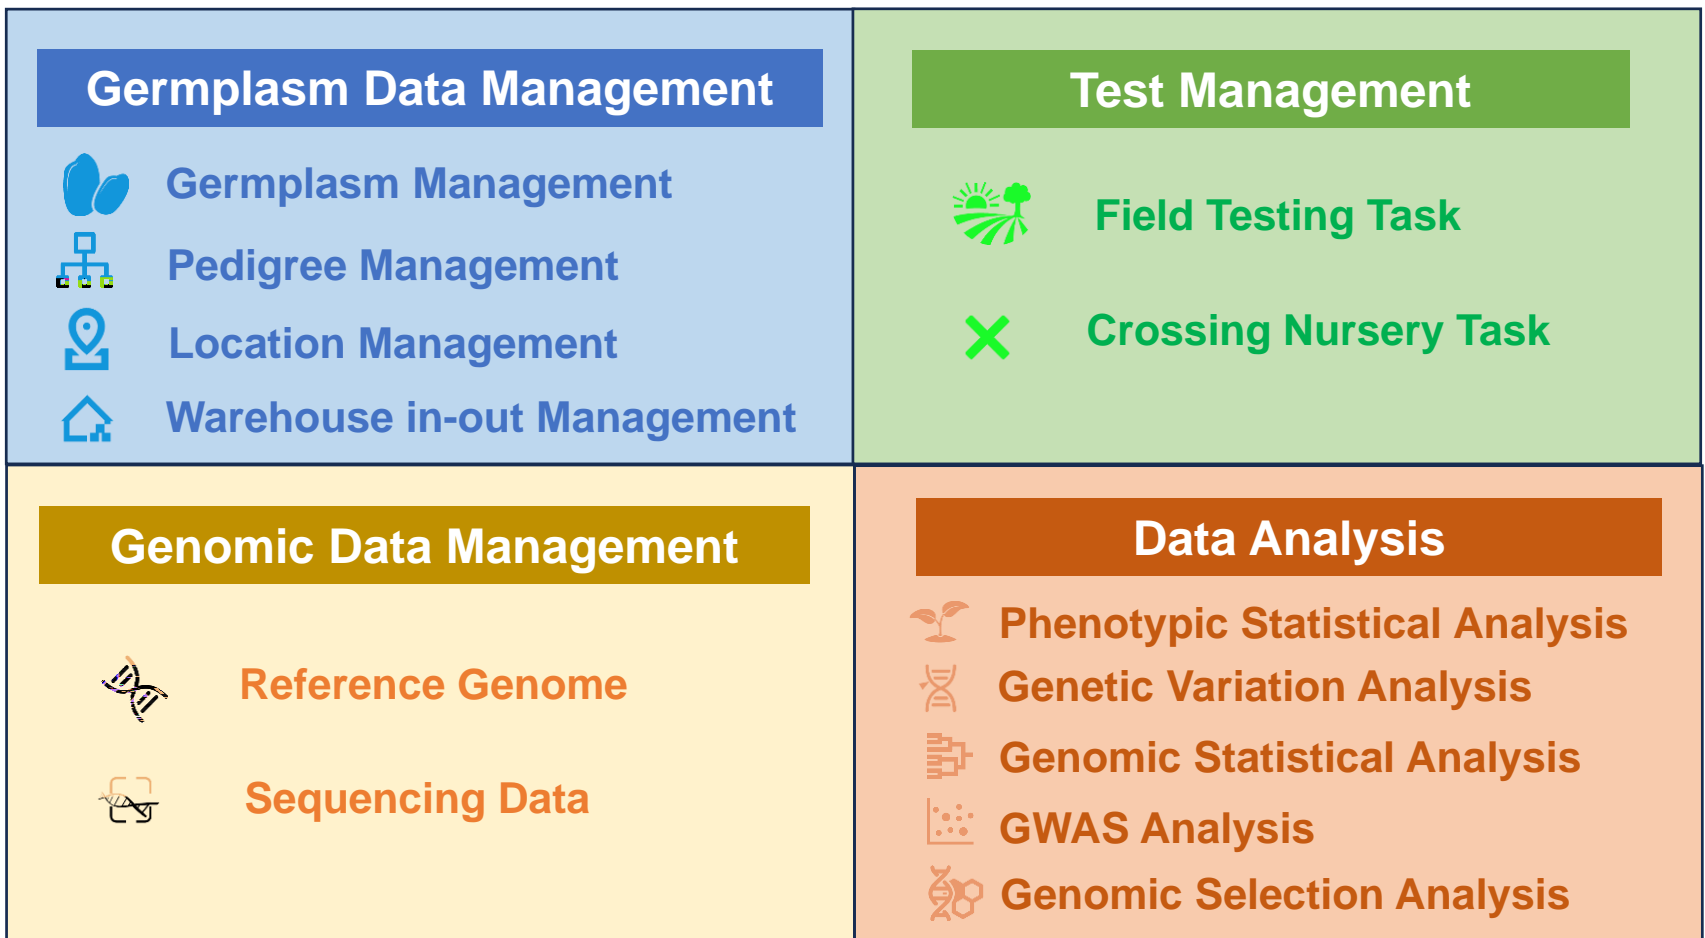 Germplasm Data Management
Germplasm Management
Pedigree Management
Location Management
Warehouse in-out Management
Test Management
Field Testing Task
Crossing Nursery Task
Genomic Data Management
Reference Genome
Sequencing Data
Data Analysis
Phenotypic Statistical Analysis
Genetic Variation Analysis
Genomic Statistical Analysis
GWAS Analysis
Genomic Selection Analysis